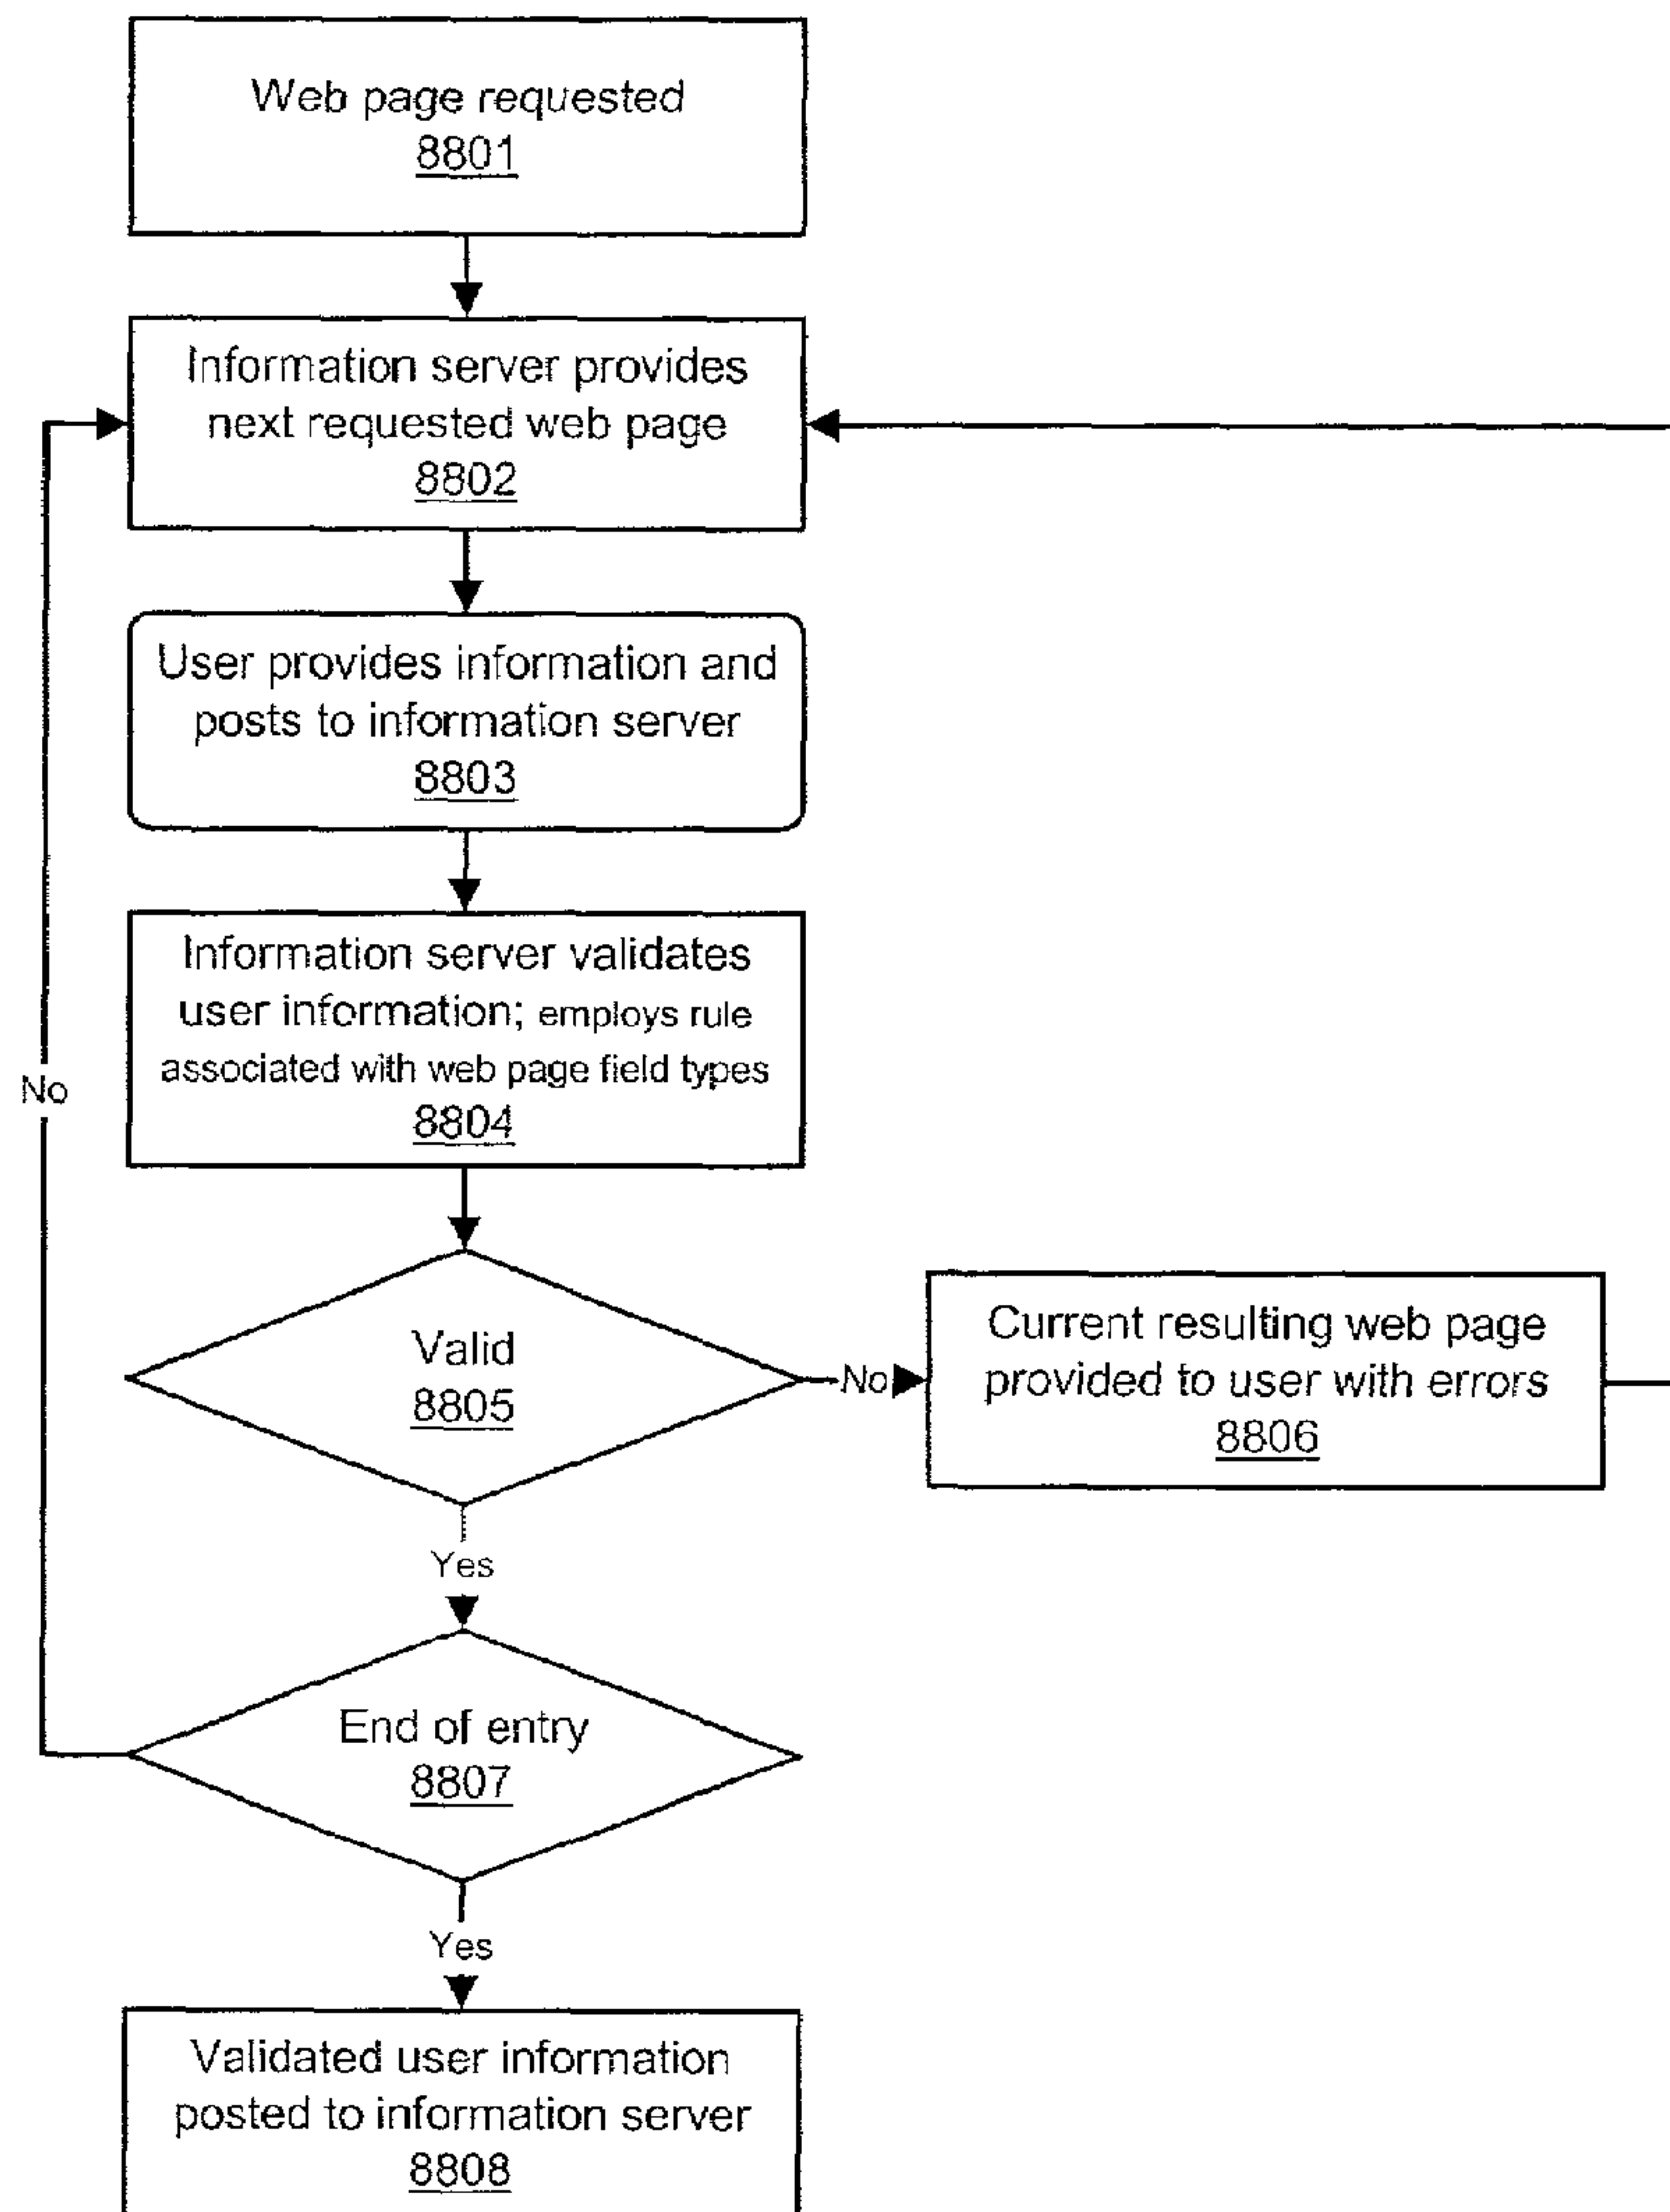 Web page requested
8801
Information server provides
next requested web page
8802
User provides information and
posts to information server
8803
Information server validates
user information; employs rule
associated with web page field types
8804
No
Valid
8805
No
Current resulting web page
provided to user with errors
8806
Yes
End of entry
8807
Yes
Validated user information
posted to information server
8808